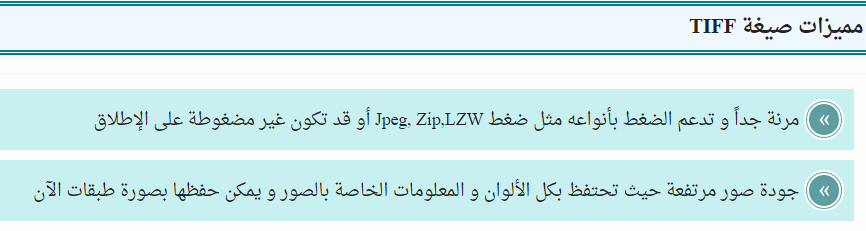 مميزات صيغة TIFF
» مرنة جداً و تدعم الضغط بأنواعه مثل ضغط Jpeg, Zip,LZW أو قد تكون غير مضغوطة على الإطلاق
» جودة صور مرتفعة حيث تحتفظ بكل الألوان و المعلومات الخاصة بالصور و يمكن حفظها بصورة طبقات الآن